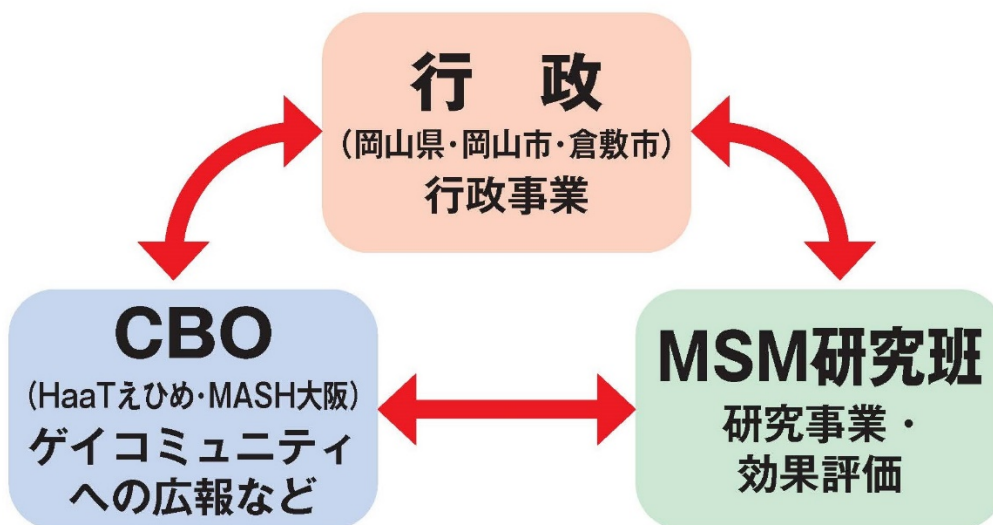 行　政
(岡山県・岡山市・倉敷市)
行政事業
CBO
(HaaTえひめ・MASH大阪)
ゲイコミュニティ
への広報など
MSM研究班
研究事業・
効果評価